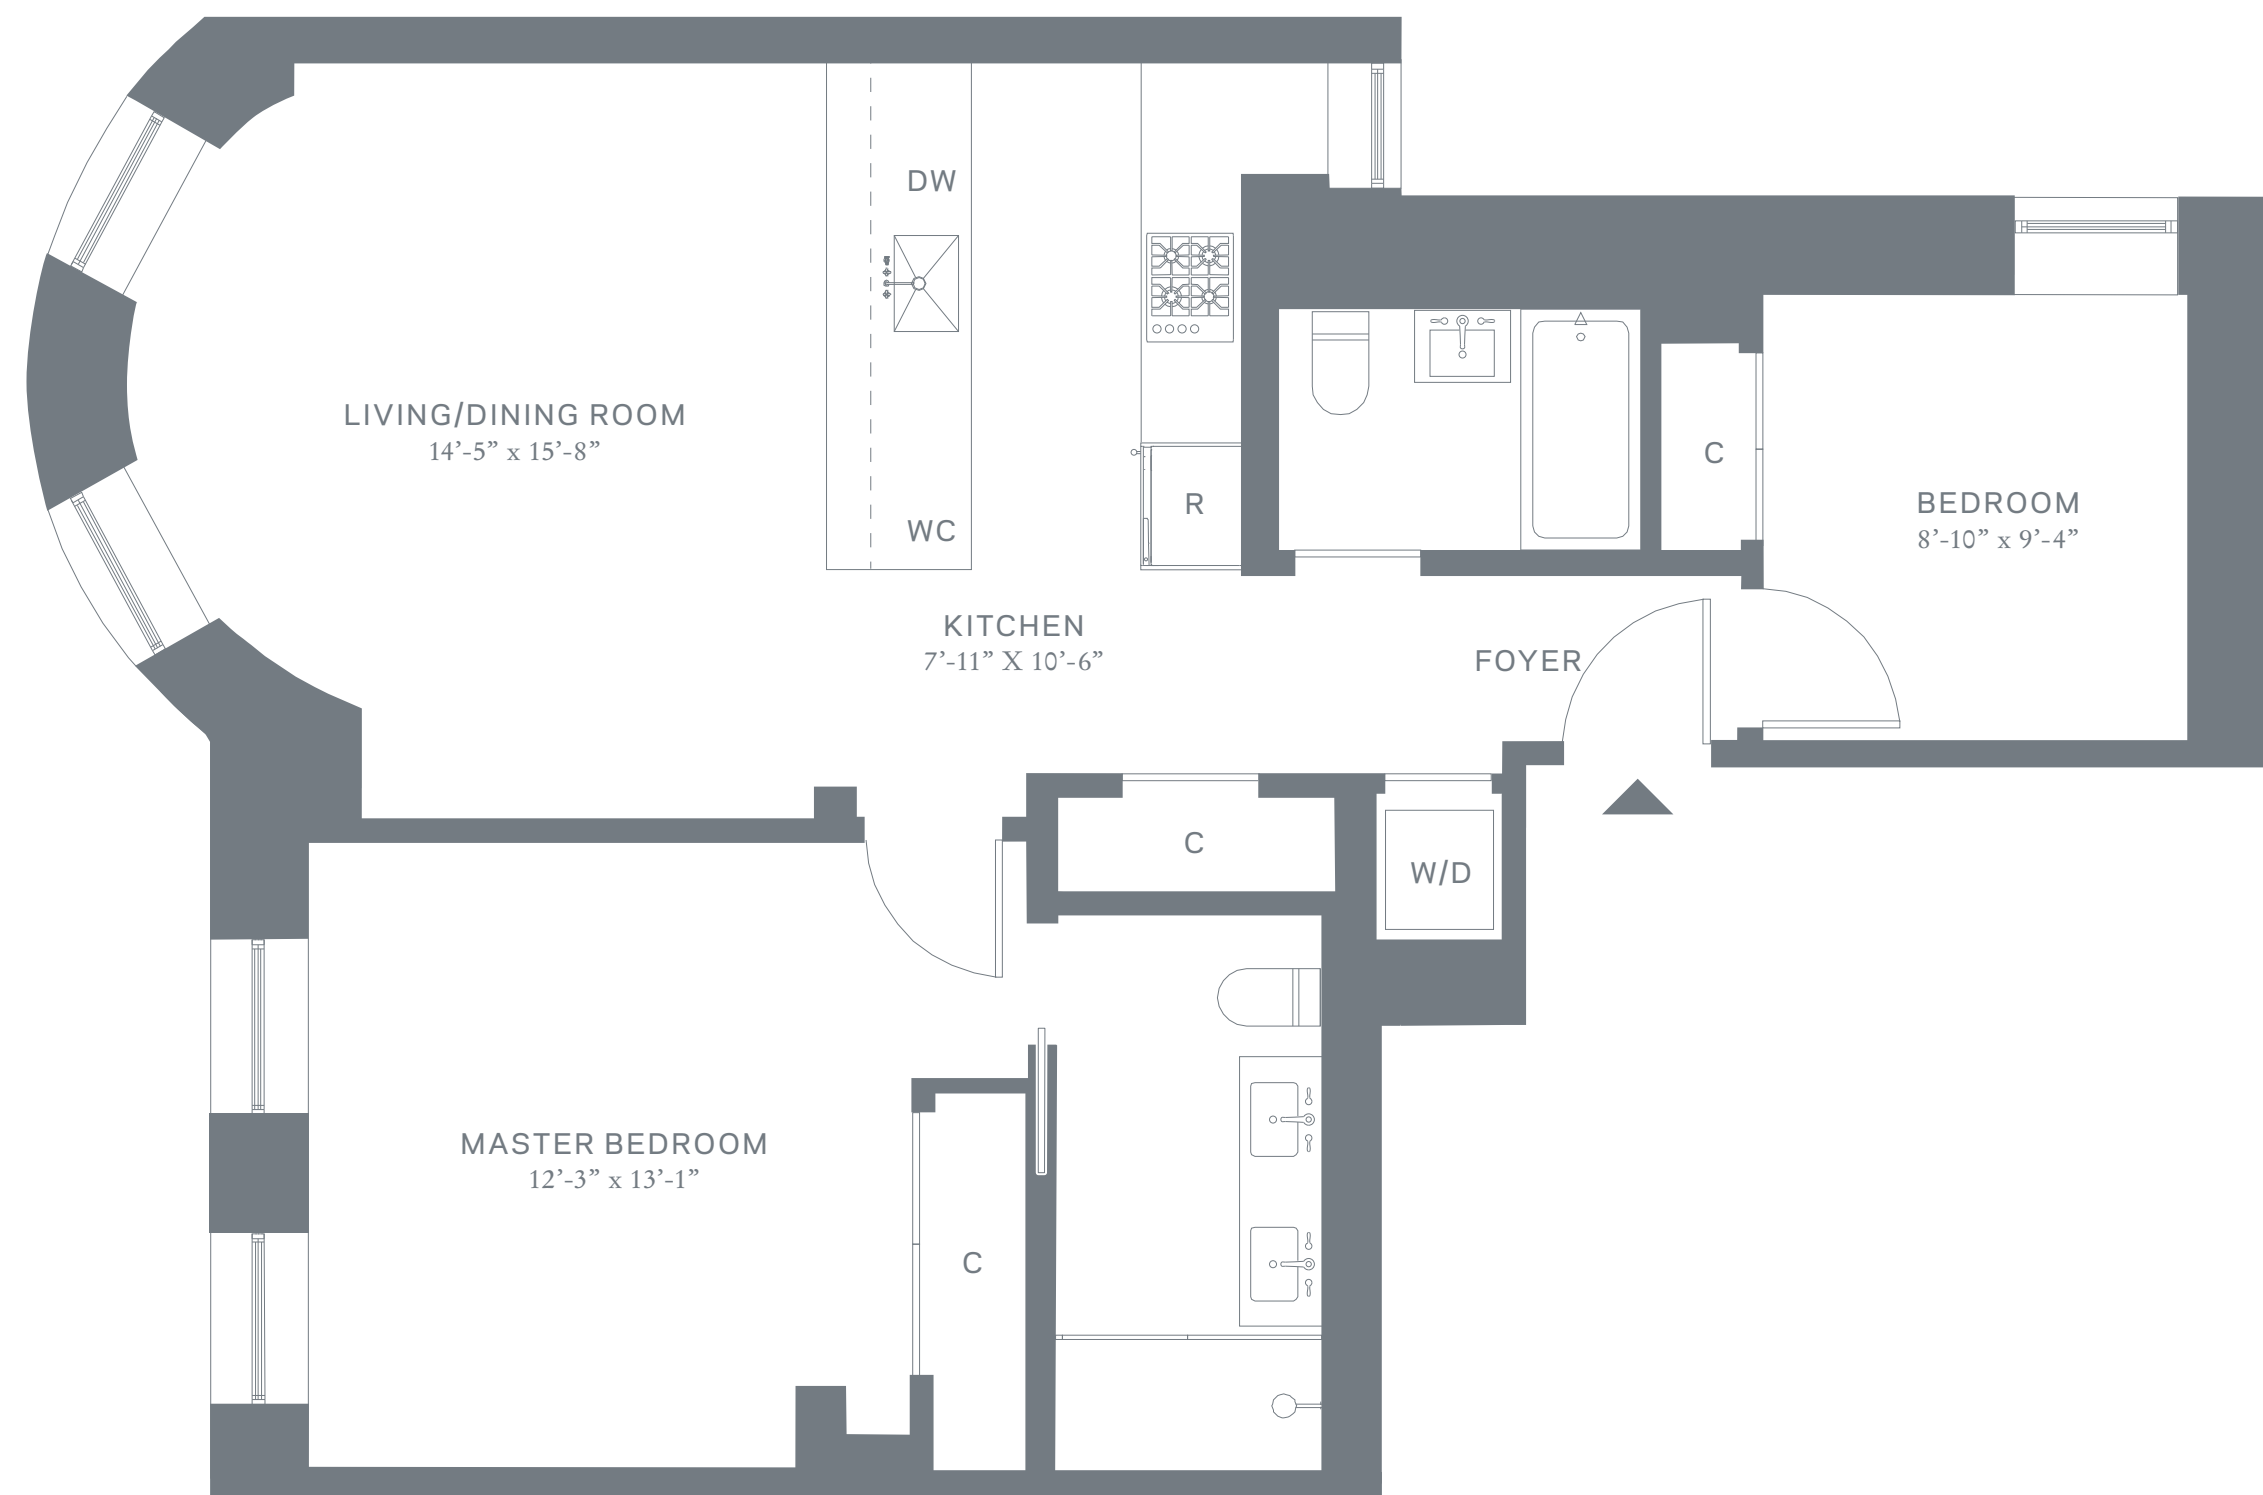 DW
LIVING/DINING ROOM
14’-5” x 15’-8”
WC
R
C
BEDROOM
8’-10” x 9’-4”
KITCHEN
7’-11” X 10’-6”
FOYER
C
W/D
MASTER BEDROOM
12’-3” x 13’-1”
C